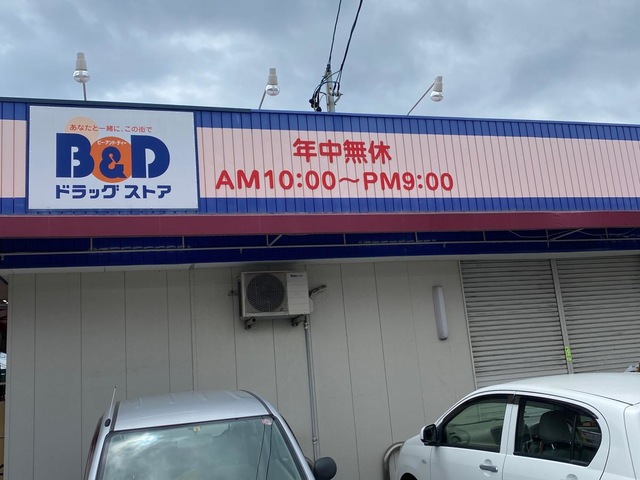 あなたと一緒に、この街で
ビー・アンド・ディー
B&D
ドラッグストア
年中無休
AM10:00～PM9:00